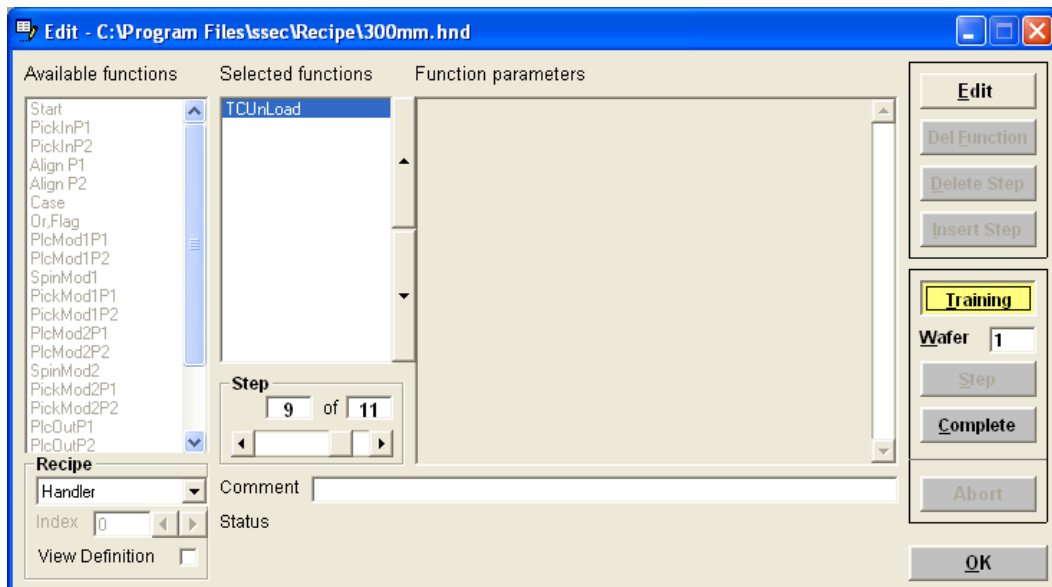 Edit - C:\Program Files\ssec\Recipe\300mm.hnd
Available functions
Start
PickInP1
PickInP2
Align P1
Align P2
Case
Or,Flag
PlcMod1P1
PlcMod1P2
SpinMod1
PickMod1P1
PickMod1P2
PlcMod2P1
PlcMod2P2
SpinMod2
PickMod2P1
PickMod2P2
PlcOutP1
PlcOutP2
Recipe
Handler
Index 0
View Definition
Selected functions
TCUnLoad
Step
9 of 11
Function parameters
Comment
Status
Edit
Del Function
Delete Step
Insert Step
Training
Wafer 1
Step
Complete
Abort
OK